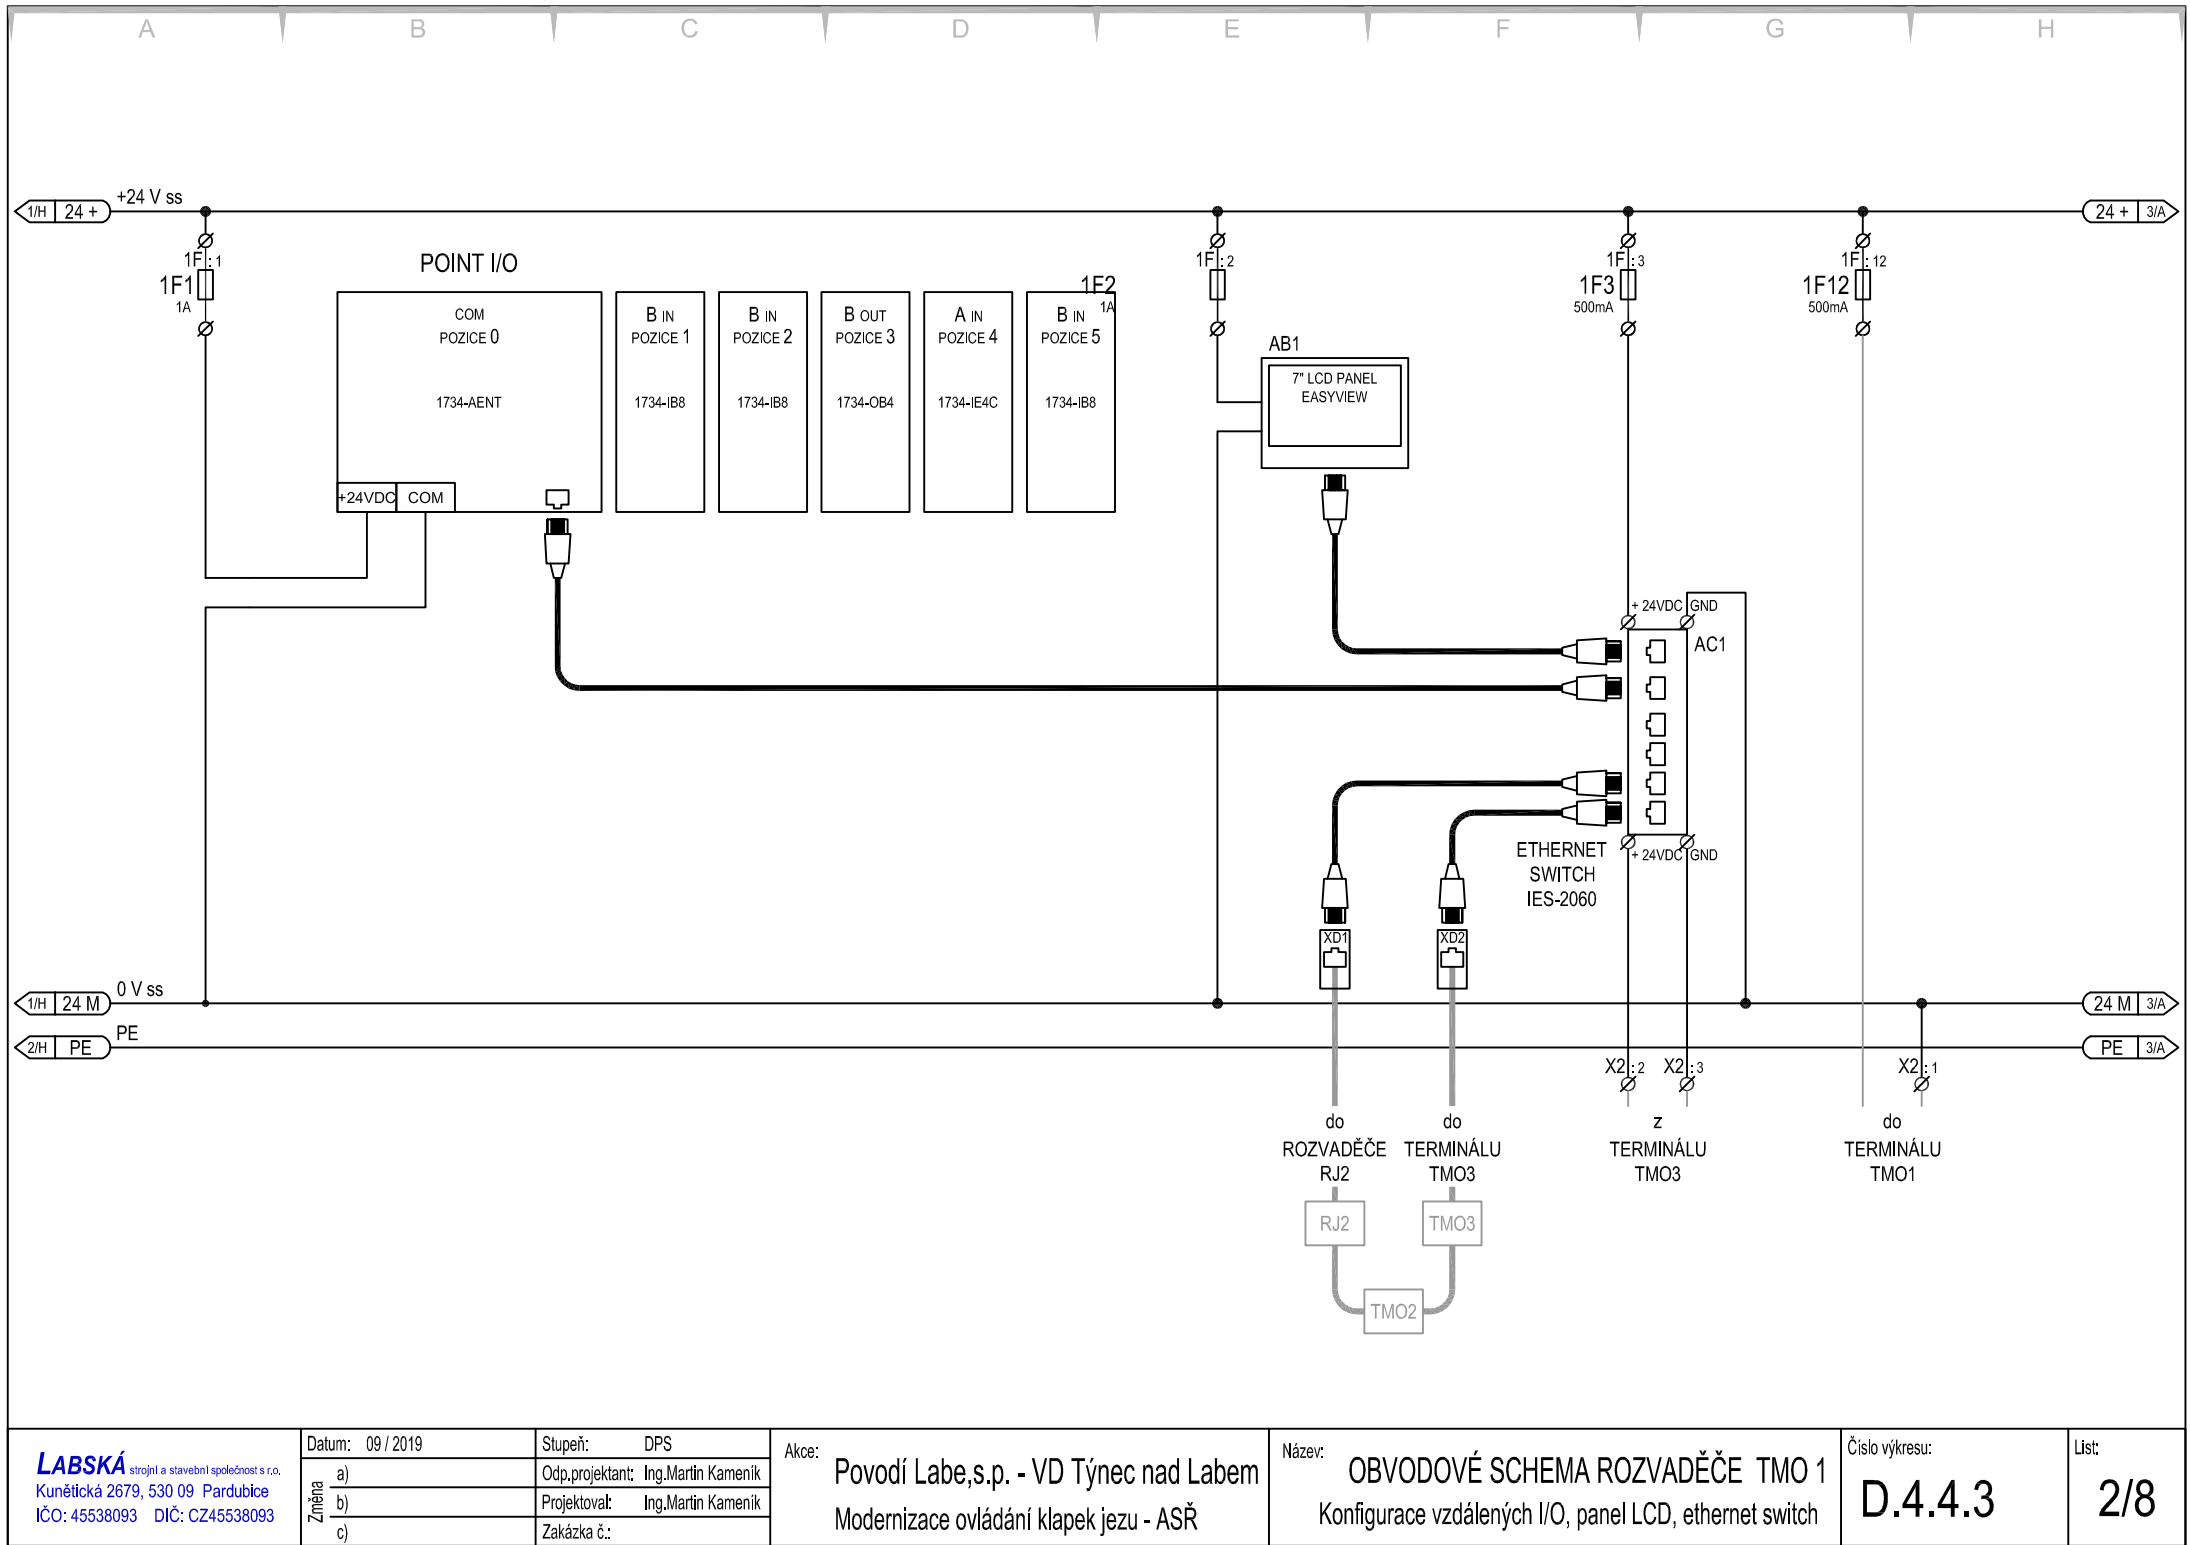 A B C D E F G H
1/H 24 + +24 V ss 24 + 3/A
1F :1
1F1
1A
POINT I/O
COM
POZICE 0
1734-AENT
+24VDC COM
B IN
POZICE 1
1734-IB8
B IN
POZICE 2
1734-IB8
B OUT
POZICE 3
1734-OB4
A IN
POZICE 4
1734-IE4C
B IN
POZICE 5
1734-IB8
1F :2
1F2
1A
AB1
7" LCD PANEL
EASYVIEW
1F :3
1F3
500mA
1F :12
1F12
500mA
+ 24VDC GND
AC1
ETHERNET
SWITCH
IES-2060
+ 24VDC GND
XD1 XD2
1/H 24 M 0 V ss 24 M 3/A
2/H PE PE PE 3/A
X2 :2 X2 :3 X2 :1
do
ROZVADĚČE
RJ2
do
TERMINÁLU
TMO3
z
TERMINÁLU
TMO3
do
TERMINÁLU
TMO1
RJ2 TMO3
TMO2
LABSKÁ strojní a stavební společnost s r.o.
Kunětická 2679, 530 09 Pardubice
IČO: 45538093 DIČ: CZ45538093
Datum: 09 / 2019
Změna
a)
b)
c)
Stupeň: DPS
Odp.projektant: Ing.Martin Kameník
Projektoval: Ing.Martin Kameník
Zakázka č.:
Akce:
Povodí Labe,s.p. - VD Týnec nad Labem
Modernizace ovládání klapek jezu - ASŘ
Název:
OBVODOVÉ SCHEMA ROZVADĚČE TMO 1
Konfigurace vzdálených I/O, panel LCD, ethernet switch
Číslo výkresu:
D.4.4.3
List:
2/8